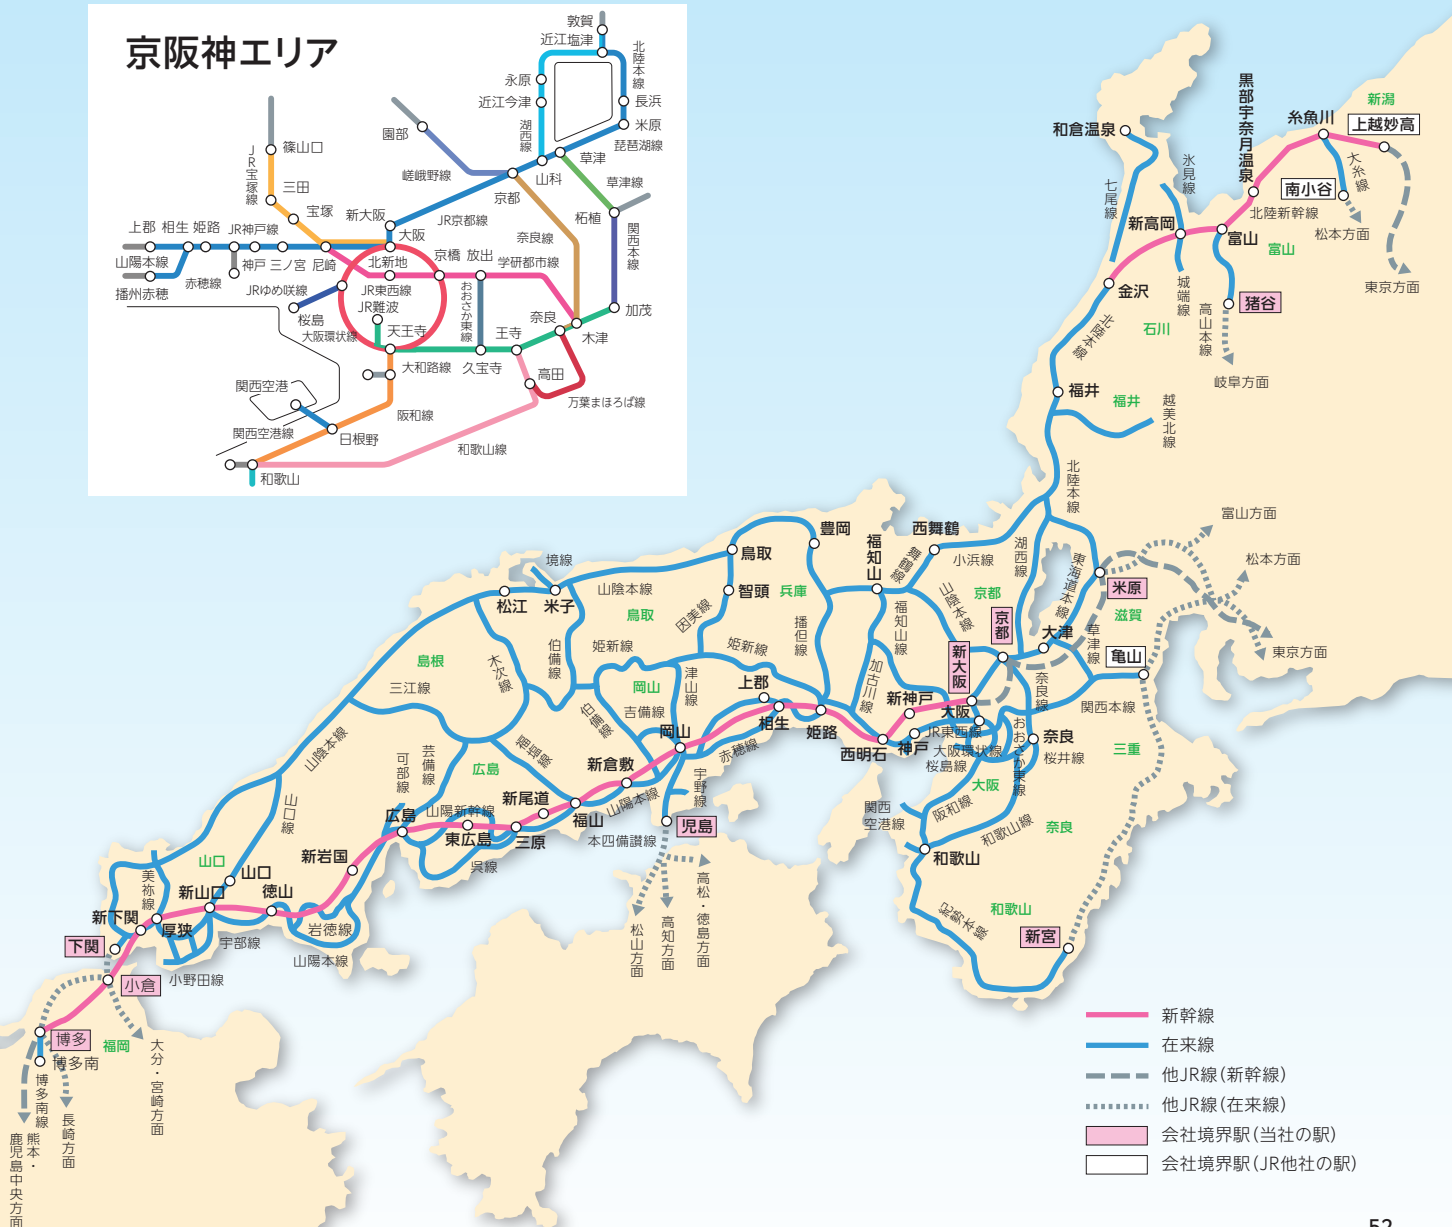 京阪神エリア
敦賀
近江塩津
北陸本線
永原
近江今津
長浜
湖西線
米原
琵琶湖線
園部
嵯峨野線
草津
山科
草津線
京都
柘植
JR宝塚線
篠山口
三田
宝塚
新大阪
JR京都線
大阪
奈良線
関西本線
上郡
相生
姫路
JR神戸線
山陽本線
播州赤穂
赤穂線
神戸
三ノ宮
尼崎
北新地
京橋
放出
学研都市線
JRゆめ咲線
JR東西線
JR難波
おおさか東線
桜島
大阪環状線
天王寺
王寺
奈良
木津
加茂
大和路線
久宝寺
高田
万葉まほろば線
関西空港
阪和線
関西空港線
日根野
和歌山線
和歌山
黒部宇奈月温泉
新潟
糸魚川
上越妙高
和倉温泉
氷見線
大糸線
南小谷
七尾線
新高岡
北陸新幹線
松本方面
富山
富山
東京方面
金沢
城端線
猪谷
高山本線
石川
北陸本線
岐阜方面
福井
福井
越美北線
北陸本線
富山方面
松本方面
豊岡
福知山
西舞鶴
舞鶴線
小浜線
湖西線
東海道本線
米原
境線
鳥取
山陰本線
智頭
兵庫
京都
山陰本線
滋賀
松江
米子
鳥取
因美線
播但線
福知山線
京都
大津
草津線
亀山
東京方面
島根
木次線
伯備線
姫新線
姫新線
新大阪
三江線
岡山
津山線
上郡
加古川線
新神戸
奈良線
関西本線
伯備線
吉備線
岡山
相生
姫路
大阪
JR東西線
おおさか東線
奈良
山陰本線
可部線
芸備線
福塩線
広島
赤穂線
西明石
神戸
大阪環状線
桜島線
桜井線
三重
新倉敷
宇野線
大阪
山口線
新尾道
山陽本線
関西
空港線
阪和線
広島
山陽新幹線
福山
児島
和歌山線
奈良
東広島
三原
本四備讃線
呉線
和歌山
新岩国
山口
美祢線
山口
高松・徳島方面
新山口
徳山
和歌山
紀勢本線
新下関
厚狭
岩徳線
松山方面
高知方面
新宮
下関
宇部線
山陽本線
小倉
小野田線
博多
福岡
博多南
博多南線
大分・宮崎方面
長崎方面
熊本・
鹿児島中央方面
新幹線
在来線
他JR線（新幹線）
他JR線（在来線）
会社境界駅（当社の駅）
会社境界駅（JR他社の駅）